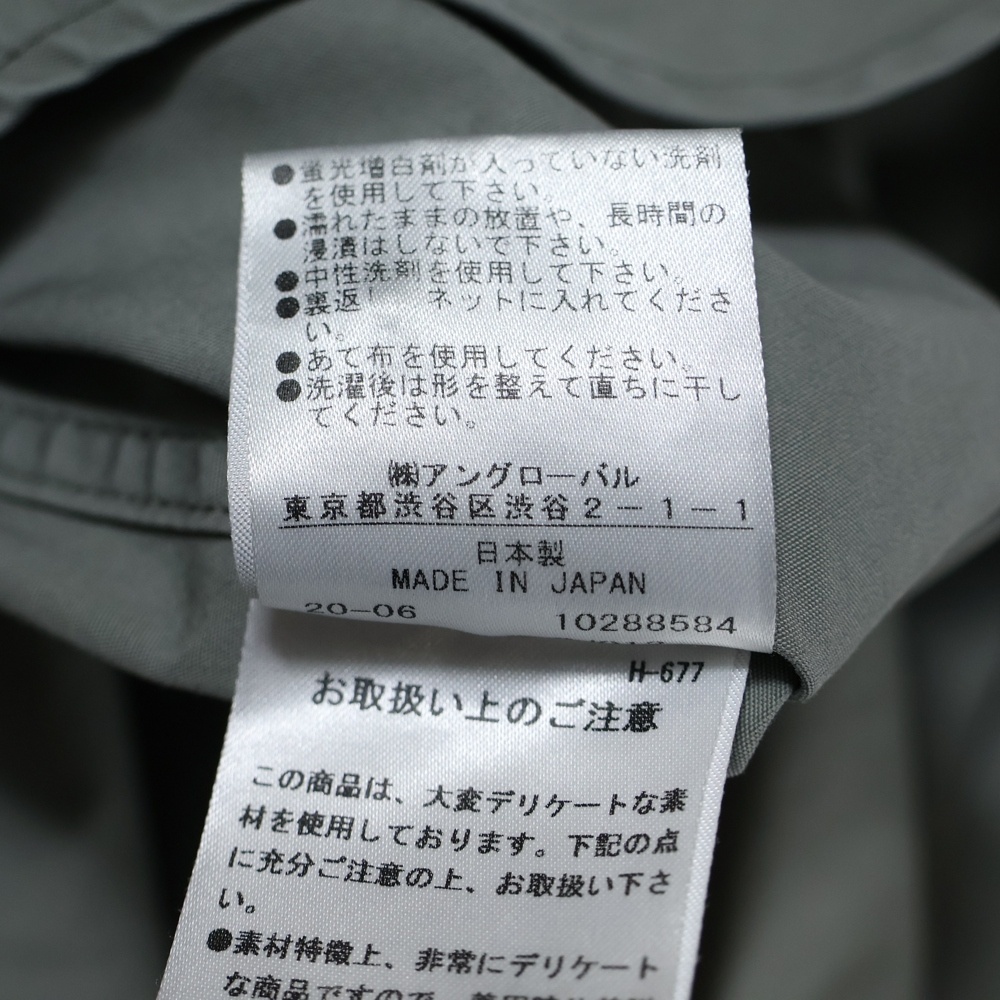 ●蛍光増白剤が入っていない洗剤
を使用して下さい。
●濡れたままの放置や、長時間の
浸漬はしないで下さい。
●中性洗剤を使用して下さい。
●裏返し ネットに入れてくださ
い。
●あて布を使用してください。
●洗濯後は形を整えて直ちに干し
てください。
㈱アングローバル
東京都渋谷区渋谷2-1-1
日本製
MADE IN JAPAN
20-06 10288584
H-677
お取扱い上のご注意
この商品は、大変デリケートな素
材を使用しております。下記の点
に充分ご注意の上、お取扱い下さ
い。
●素材特徴上、非常にデリケート
な商品ですので、